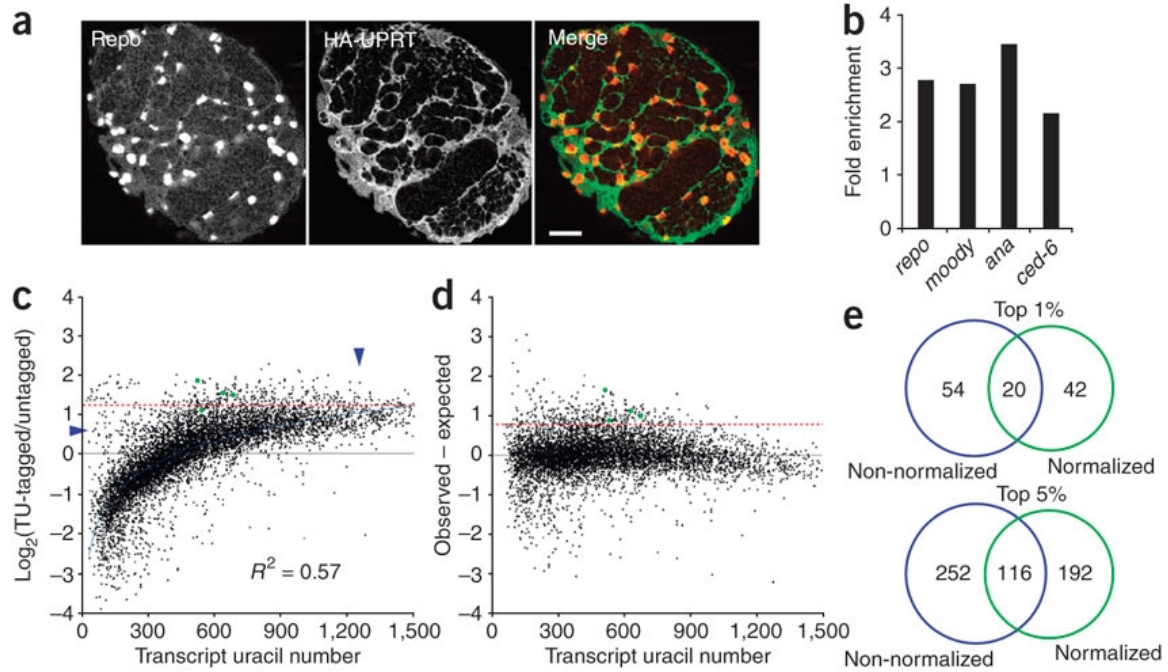 a
Repo
HA-UPRT
Merge
b
Fold enrichment
4
3
2
1
0
repo
moody
ana
ced-6
c
Log2(TU-tagged/untagged)
4
3
2
1
0
–1
–2
–3
–4
R² = 0.57
0 300 600 900 1,200 1,500
Transcript uracil number
d
Observed – expected
4
3
2
1
0
–1
–2
–3
–4
0 300 600 900 1,200 1,500
Transcript uracil number
e
Top 1%
54 20 42
Non-normalized Normalized
Top 5%
252 116 192
Non-normalized Normalized